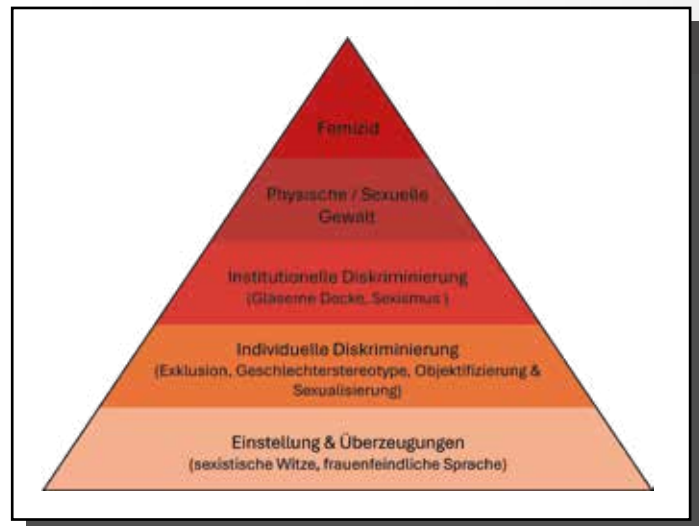 Femizid
Physische / Sexuelle
Gewalt
Institutionelle Diskriminierung
(Gläserne Decke, Sexismus )
Individuelle Diskriminierung
(Exklusion, Geschlechterstereotype, Objektifizierung &
Sexualisierung)
Einstellung & Überzeugungen
(sexistische Witze, frauenfeindliche Sprache)